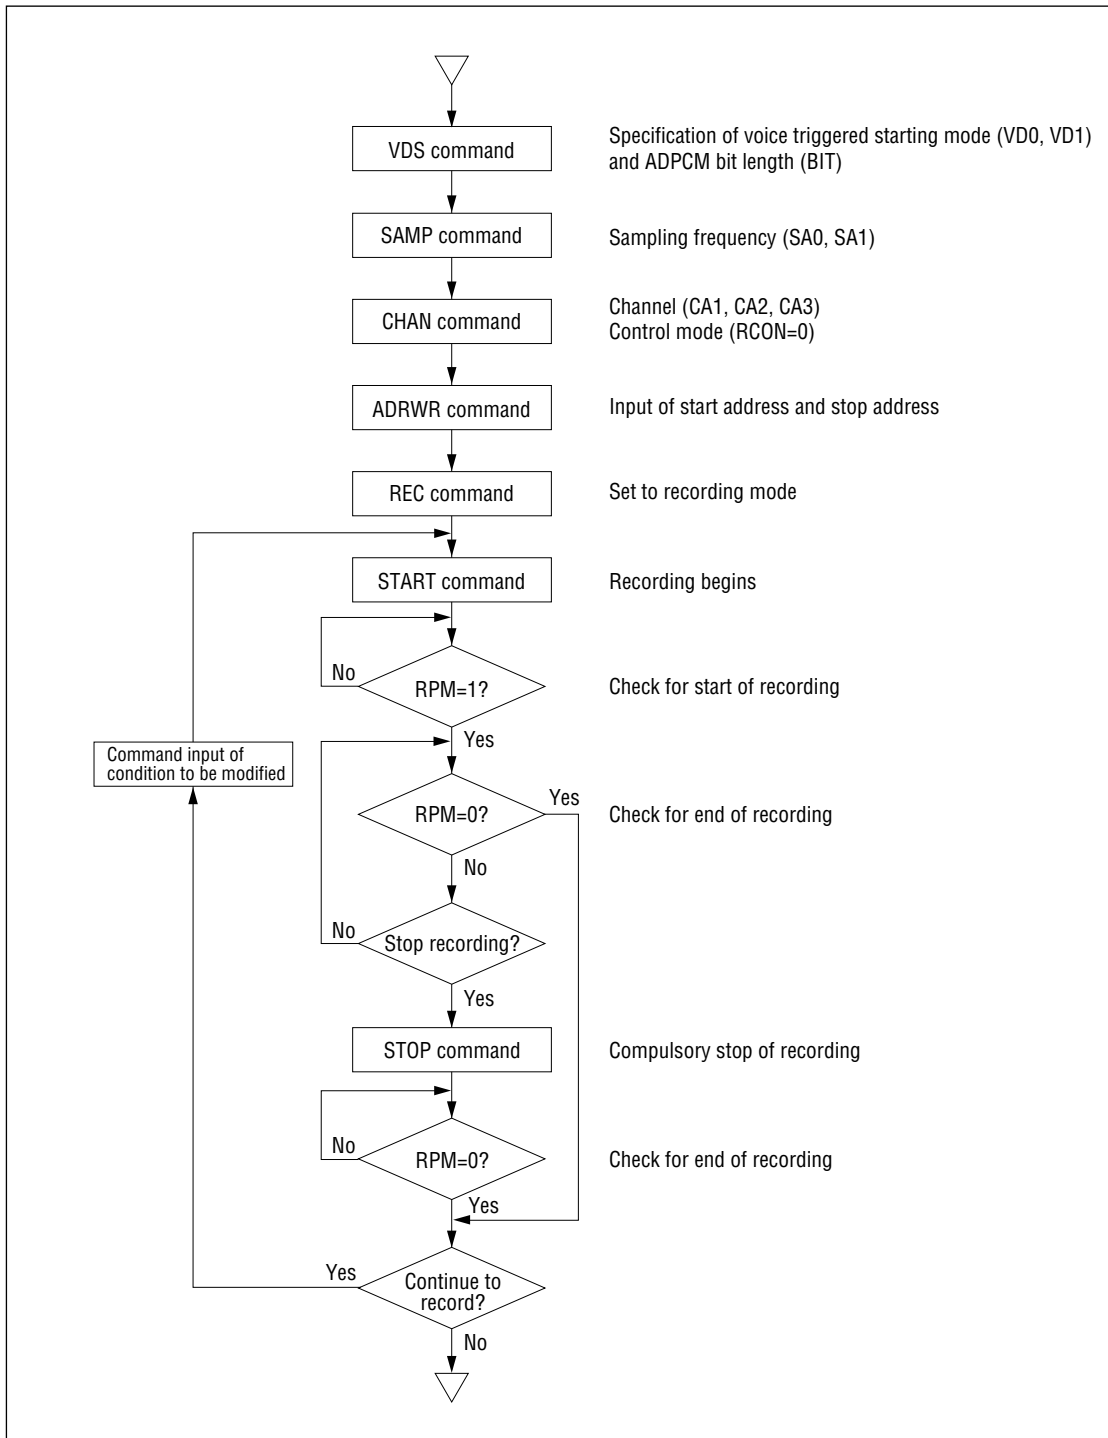 VDS command
Specification of voice triggered starting mode (VD0, VD1)
and ADPCM bit length (BIT)
SAMP command
Sampling frequency (SA0, SA1)
CHAN command
Channel (CA1, CA2, CA3)
Control mode (RCON=0)
ADRWR command
Input of start address and stop address
REC command
Set to recording mode
START command
Recording begins
No
RPM=1?
Check for start of recording
Yes
Command input of
condition to be modified
RPM=0?
Yes
Check for end of recording
No
No
Stop recording?
Yes
STOP command
Compulsory stop of recording
No
RPM=0?
Check for end of recording
Yes
Yes
Continue to
record?
No